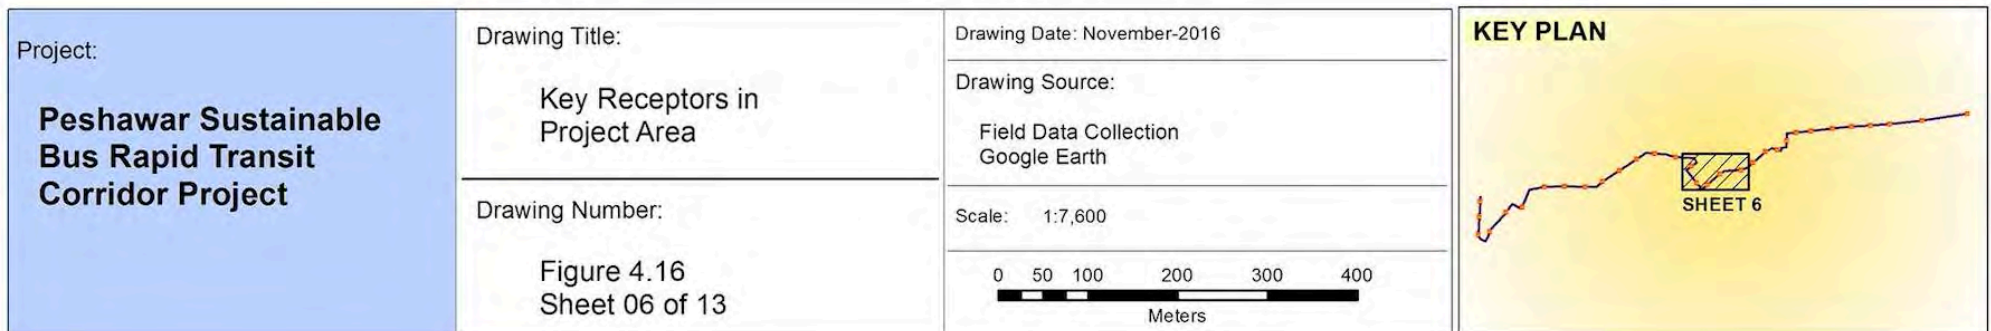 Project:
Peshawar Sustainable
Bus Rapid Transit
Corridor Project
Drawing Title:
Key Receptors in
Project Area
Drawing Number:
Figure 4.16
Sheet 06 of 13
Drawing Date: November-2016
Drawing Source:
Field Data Collection
Google Earth
Scale: 1:7,600
0 50 100 200 300 400
Meters
KEY PLAN
SHEET 6